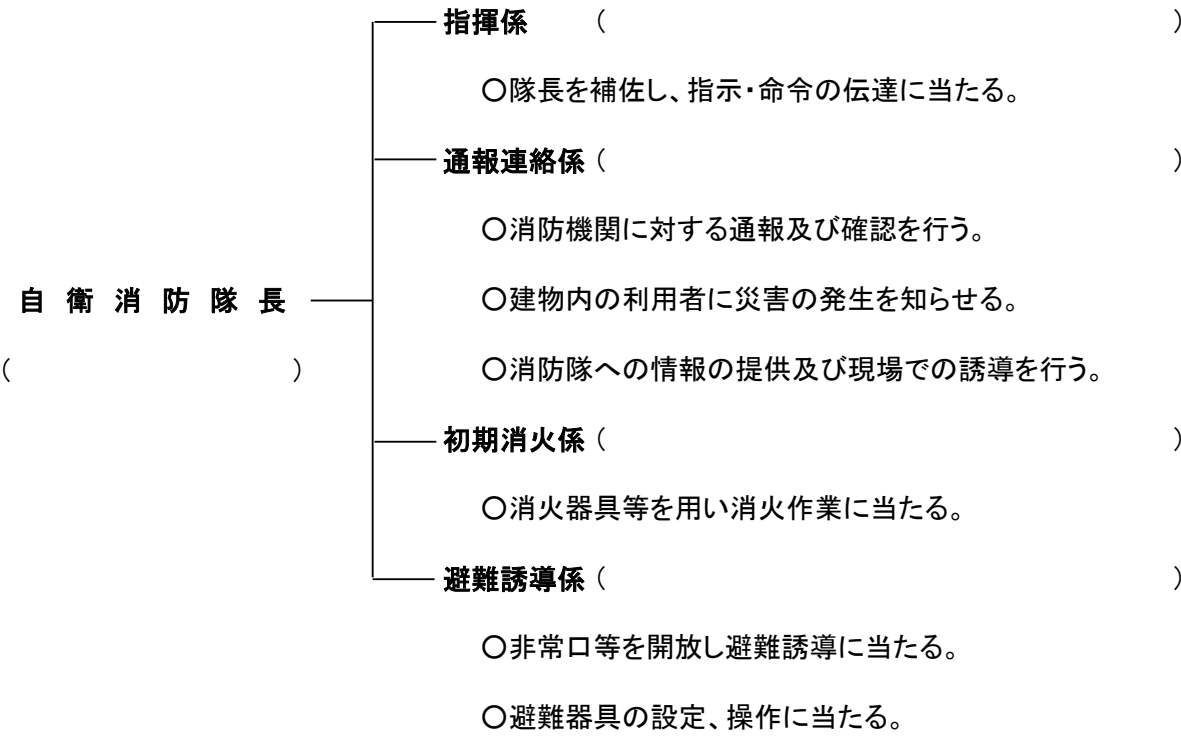 指揮係 ( )
〇隊長を補佐し、指示・命令の伝達に当たる。
通報連絡係 ( )
〇消防機関に対する通報及び確認を行う。
自衛消防隊長
〇建物内の利用者に災害の発生を知らせる。
( )
〇消防隊への情報の提供及び現場での誘導を行う。
初期消火係 ( )
〇消火器具等を用い消火作業に当たる。
避難誘導係 ( )
〇非常口等を開放し避難誘導に当たる。
〇避難器具の設定、操作に当たる。